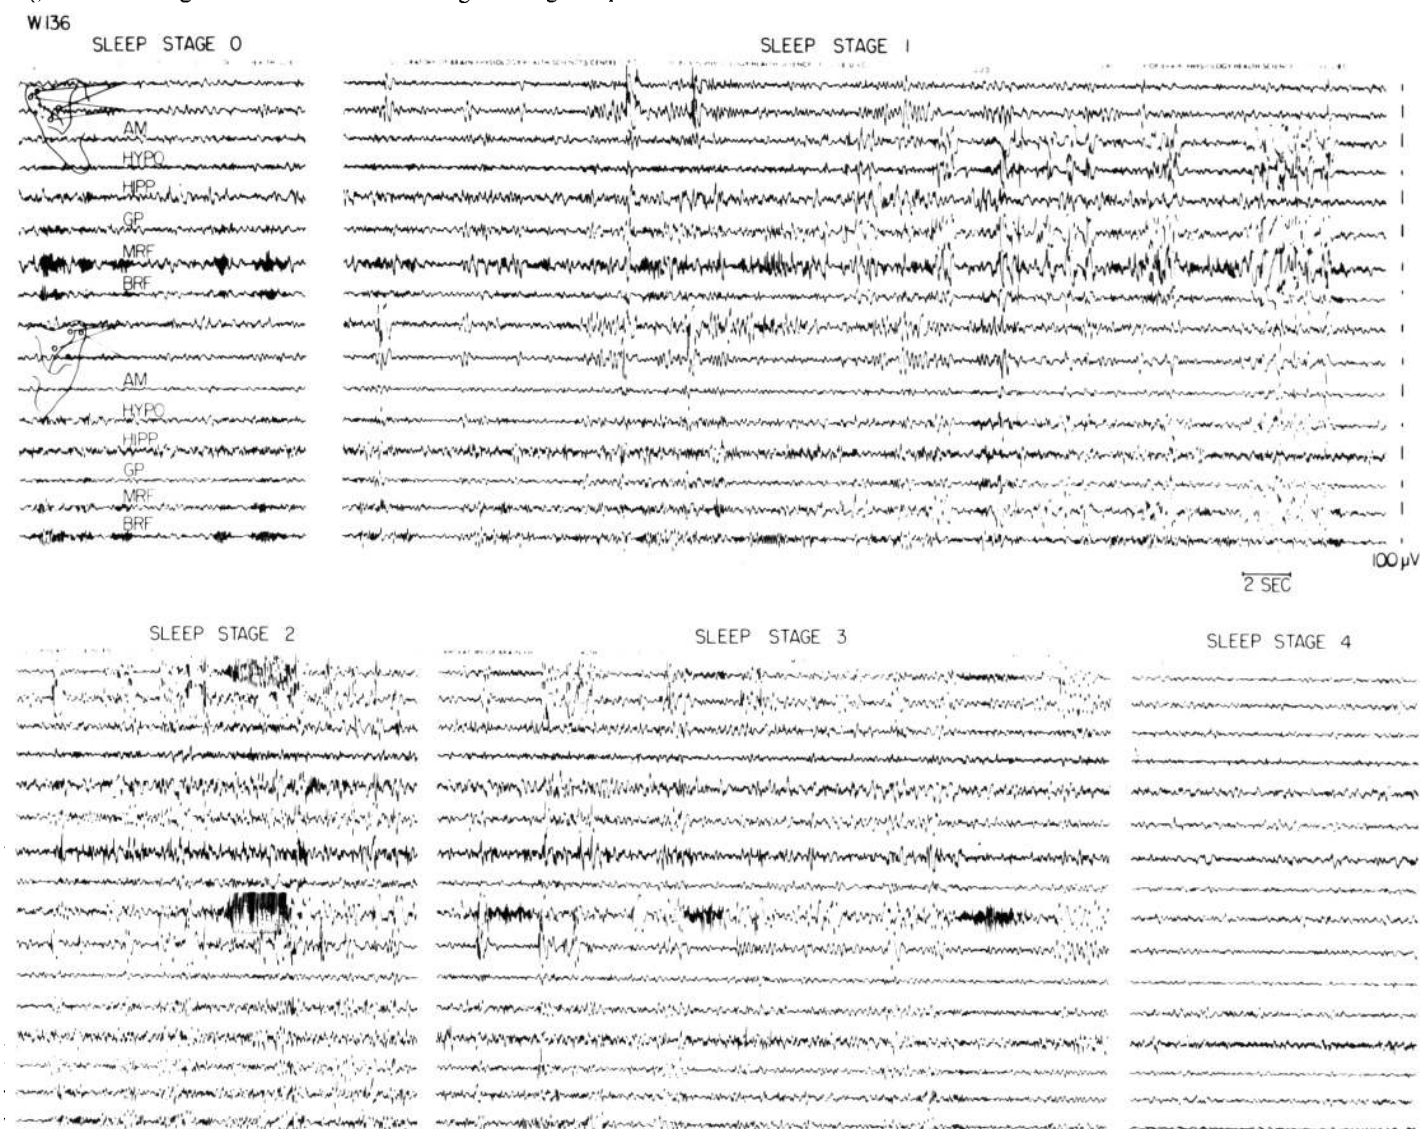 W136
SLEEP STAGE 0
SLEEP STAGE 1
AM
HYPO
HIPP
GP
MRF
BRF
AM
HYPO
HIPP
GP
MRF
BRF
100 μV
2 SEC
SLEEP STAGE 2
SLEEP STAGE 3
SLEEP STAGE 4